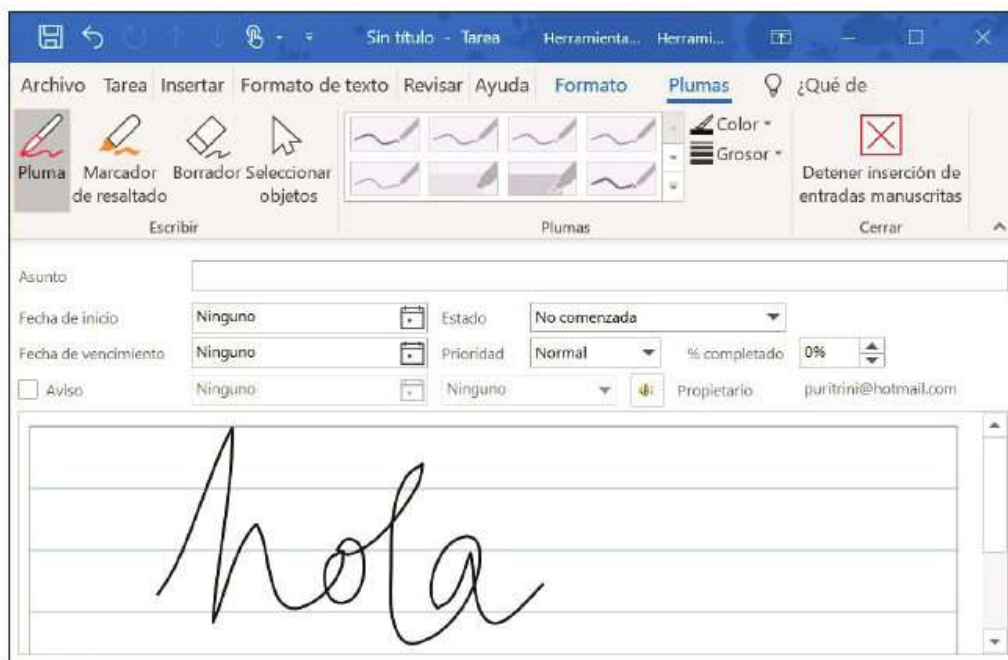 Sin título - Tarea Herramienta... Herrami...
Archivo Tarea Insertar Formato de texto Revisar Ayuda Formato Plumas ¿Qué de
Pluma Marcador de resaltado Borrador Seleccionar objetos Color Grosor Detener inserción de entradas manuscritas
Escribir Plumas Cerrar
Asunto
Fecha de inicio Ninguno Estado No comenzada
Fecha de vencimiento Ninguno Prioridad Normal % completado 0%
Aviso Ninguno Ninguno Propietario puritrini@hotmail.com
hola